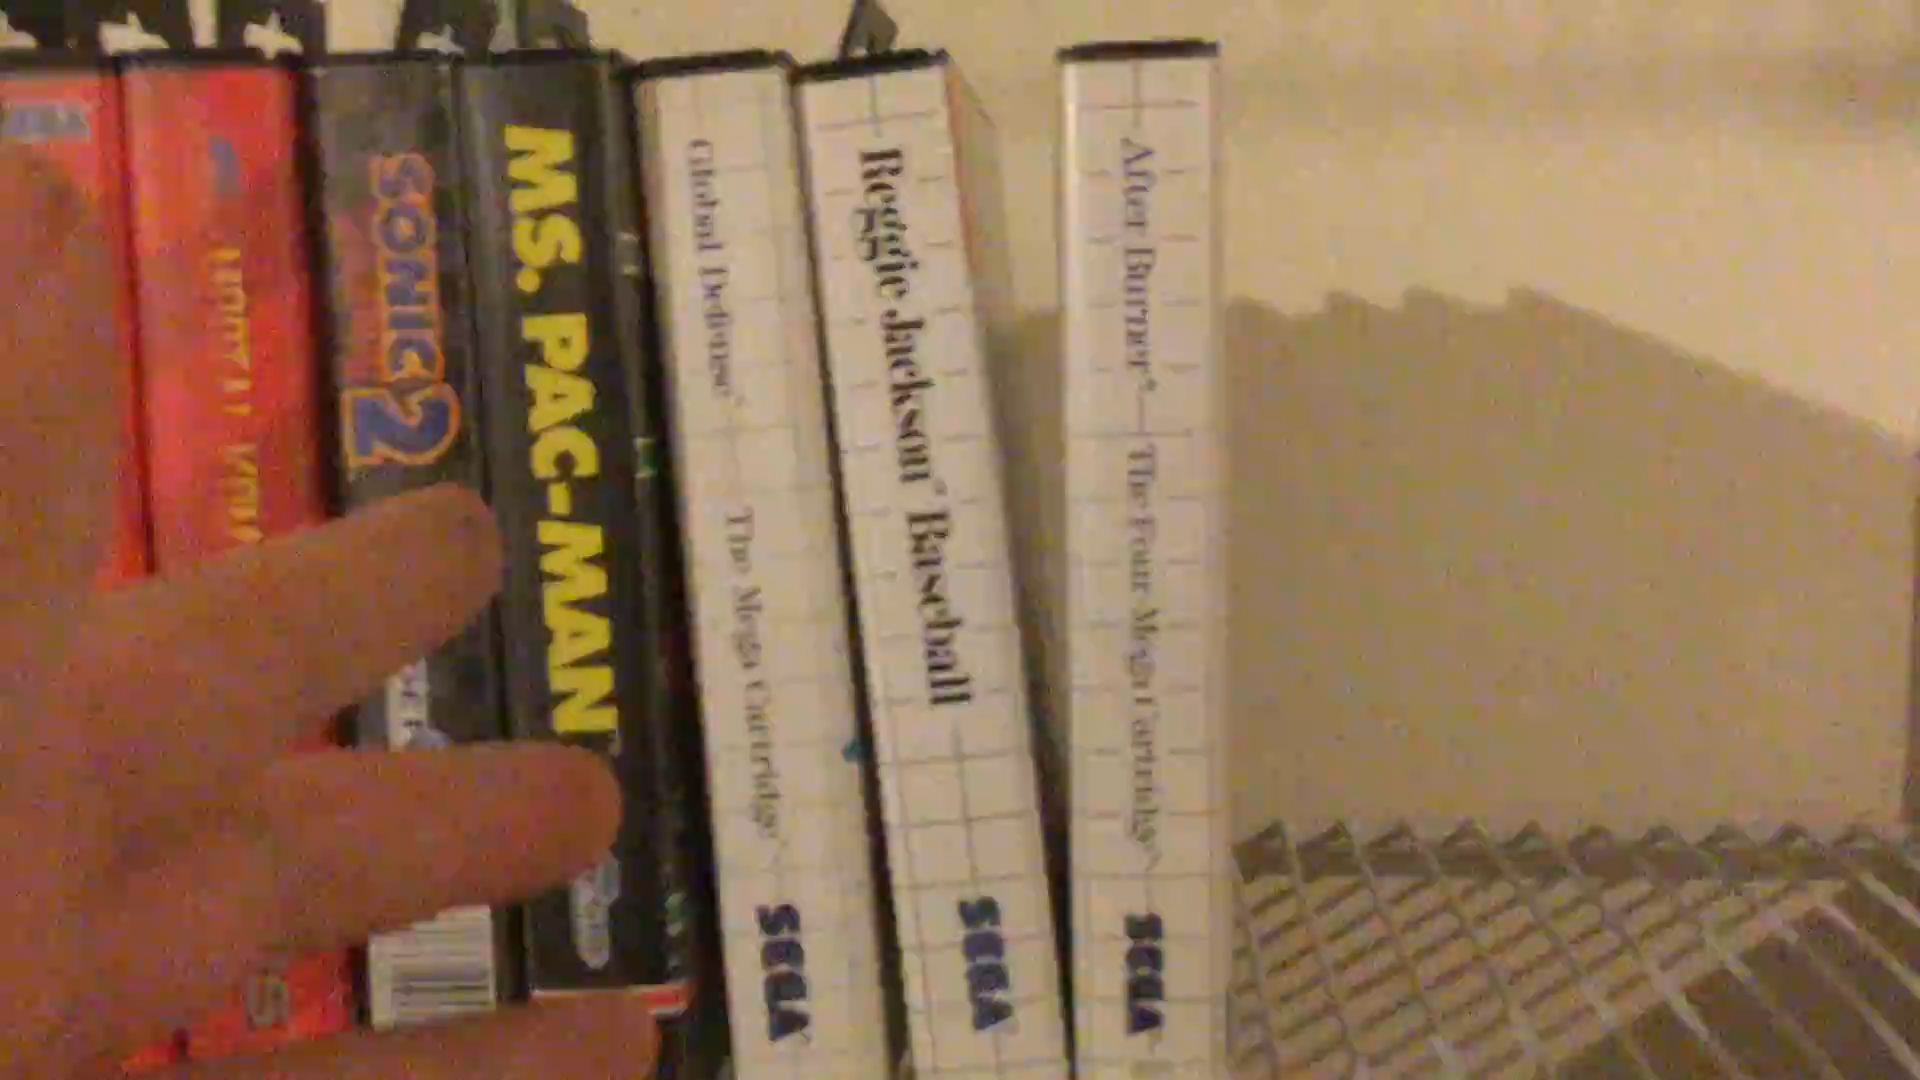 SEGA
SONIC
2
MS. PAC-MAN
Global Defense
The Mega Cartridge
SEGA
Reggie Jackson Baseball
SEGA
After Burner
The Four Mega Cartridge
SEGA